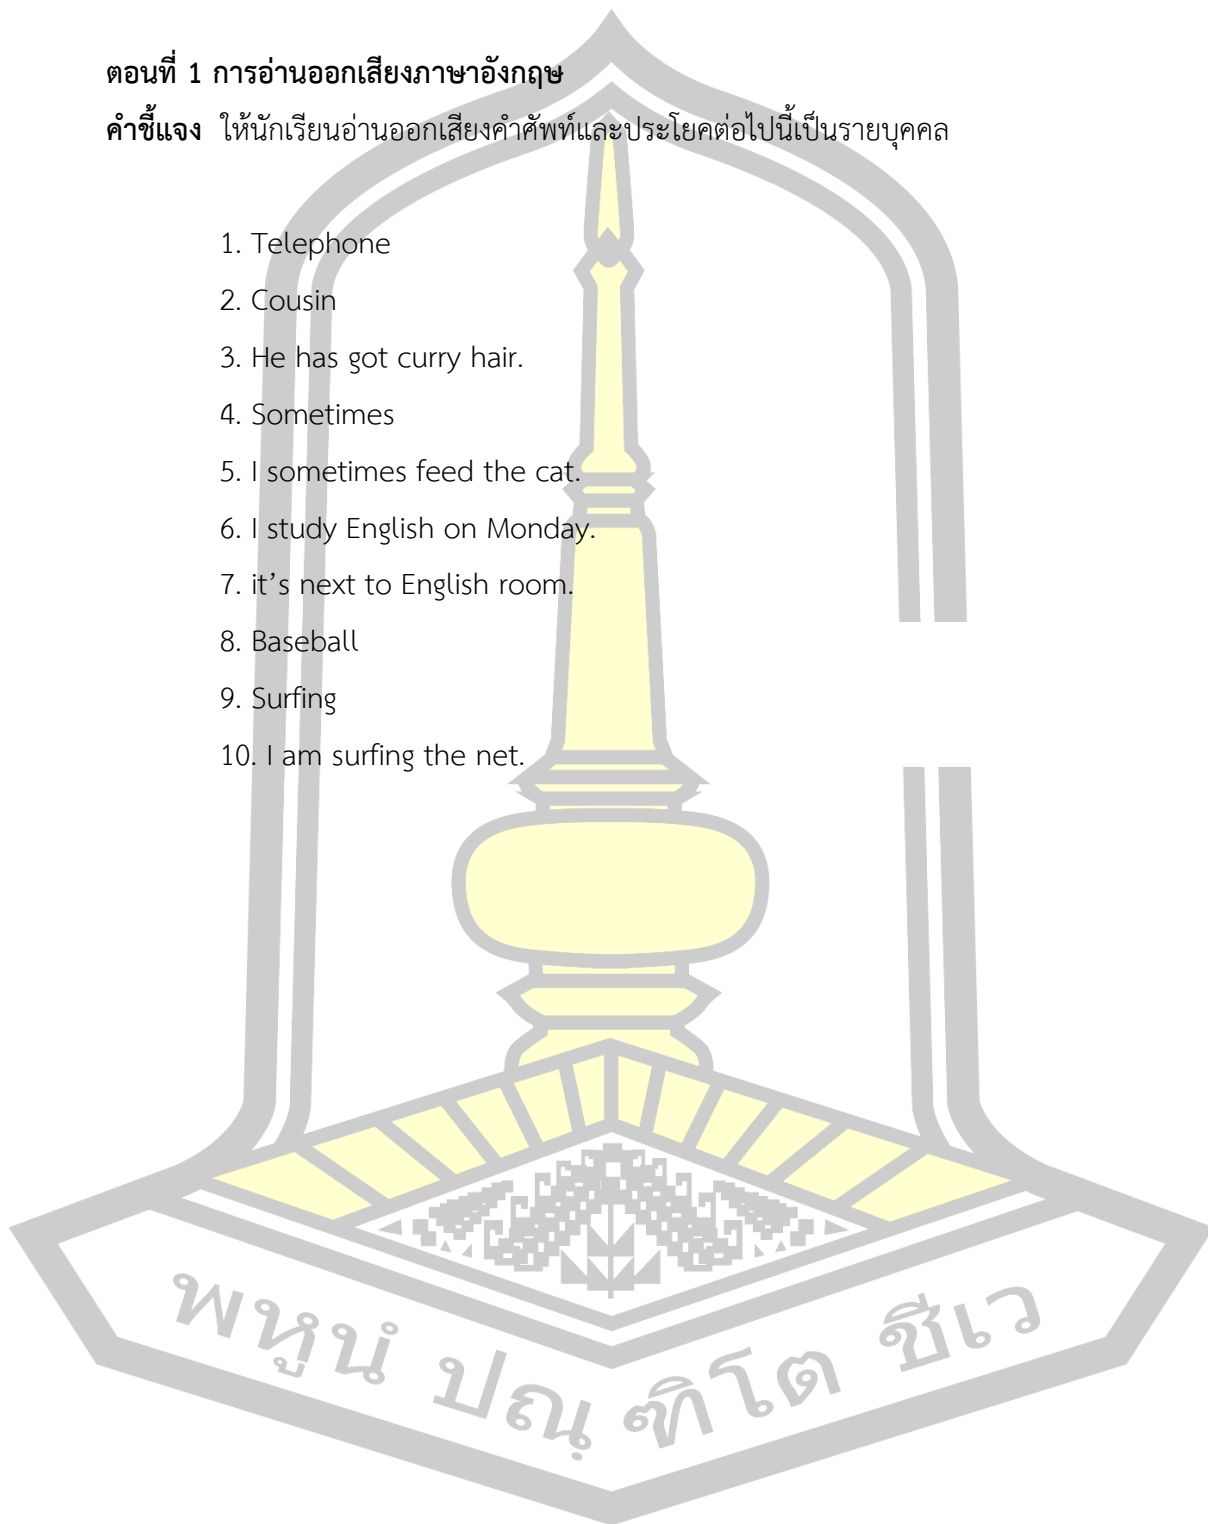 ตอนที่ 1 การอ่านออกเสียงภาษาอังกฤษ
คำชี้แจง ให้นักเรียนอ่านออกเสียงคำศัพท์และประโยคต่อไปนี้เป็นรายบุคคล
1. Telephone
2. Cousin
3. He has got curry hair.
4. Sometimes
5. I sometimes feed the cat.
6. I study English on Monday.
7. it’s next to English room.
8. Baseball
9. Surfing
10. I am surfing the net.
พหูนํ ปณฺ ฑิโต ชีเว